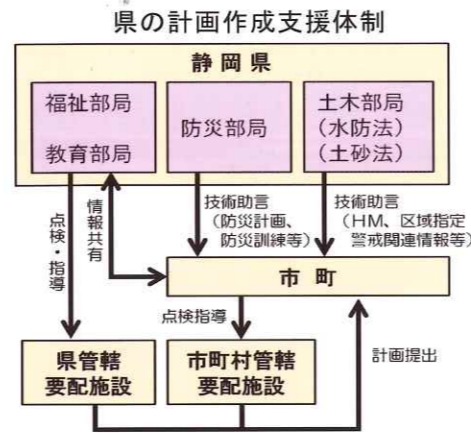 県の計画作成支援体制
静岡県
福祉部局
教育部局
防災部局
土木部局
（水防法）
（土砂法）
点検・指導
情報共有
技術助言
（防災計画、
防災訓練等）
技術助言
（HM、区域指定
警戒関連情報等）
市町
点検指導
県管轄
要配施設
市町村管轄
要配施設
計画提出